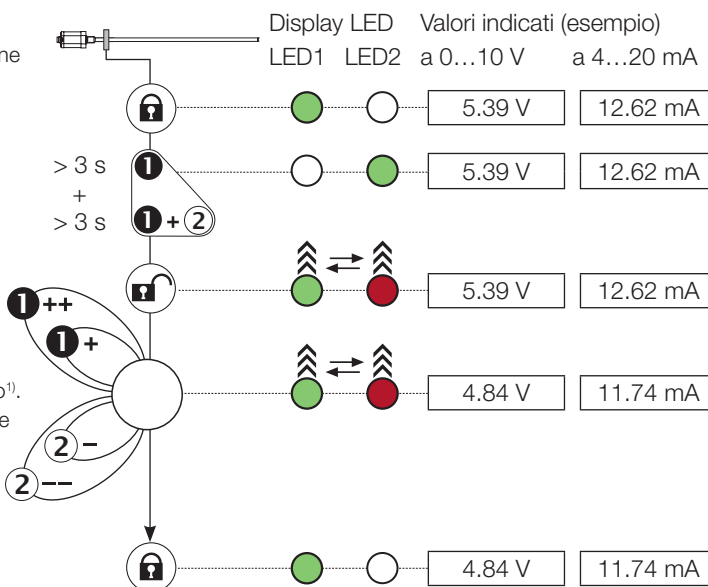 Display LED Valori indicati (esempio)
LED1 LED2 a 0…10 V a 4…20 mA
ne
5.39 V 12.62 mA
> 3 s 1 5.39 V 12.62 mA
+
> 3 s 1 + 2
5.39 V 12.62 mA
1 ++
1 +
o¹⁾. 4.84 V 11.74 mA
e
2 –
2 – –
4.84 V 11.74 mA